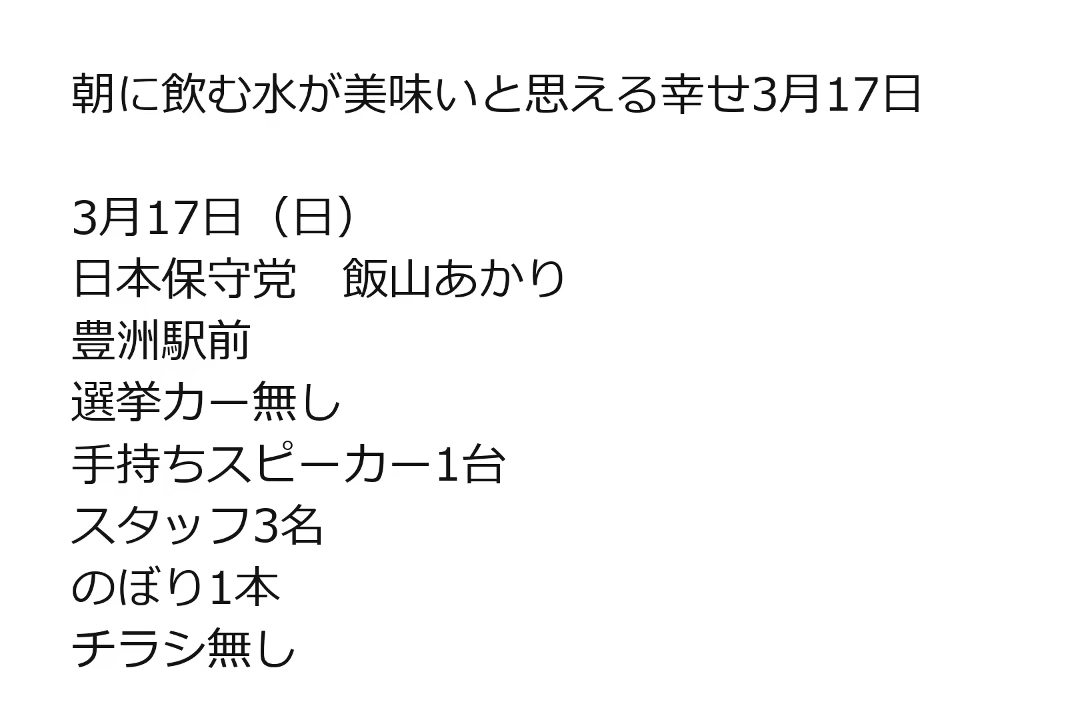 朝に飲む水が美味いと思える幸せ3月17日
3月17日（日）
日本保守党　飯山あかり
豊洲駅前
選挙カー無し
手持ちスピーカー1台
スタッフ3名
のぼり1本
チラシ無し